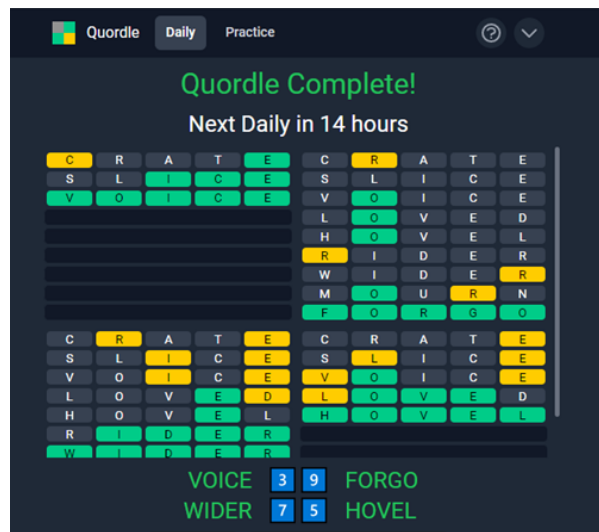 Quordle Daily Practice ?
Quordle Complete!
Next Daily in 14 hours
C R A T E C R A T E
S L I C E S L I C E
V O I C E V O I C E
L O V E D
H O V E L
R I D E R
W I D E R
M O U R N
F O R G O
C R A T E C R A T E
S L I C E S L I C E
V O I C E V O I C E
L O V E D L O V E D
H O V E L H O V E L
R I D E R
W I D E R
VOICE 3 9 FORGO
WIDER 7 5 HOVEL